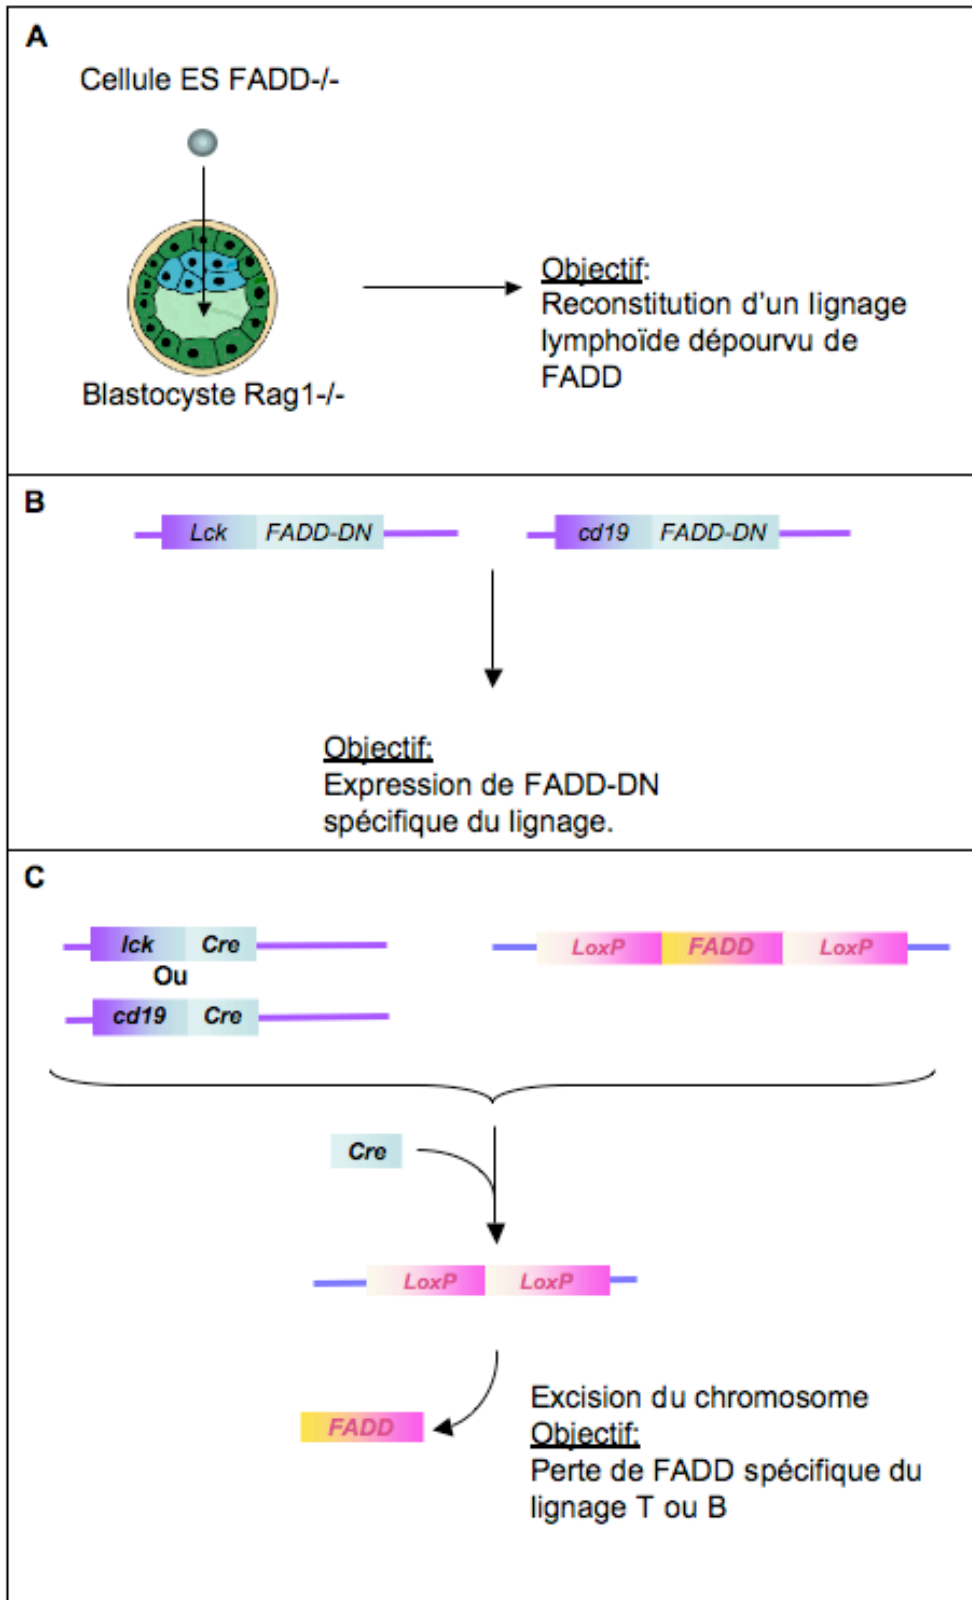 A
Cellule ES FADD-/-
Blastocyste Rag1-/-
Objectif:
Reconstitution d'un lignage
lymphoïde dépourvu de
FADD
B
Lck FADD-DN
cd19 FADD-DN
Objectif:
Expression de FADD-DN
spécifique du lignage.
C
lck Cre
Ou
cd19 Cre
LoxP FADD LoxP
Cre
LoxP LoxP
FADD
Excision du chromosome
Objectif:
Perte de FADD spécifique du
lignage T ou B